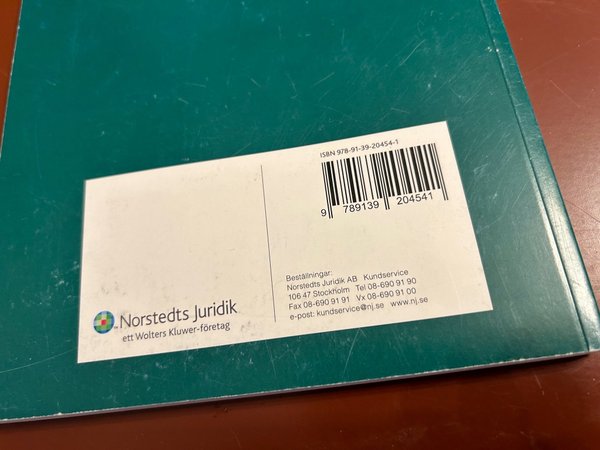 ISBN 978-91-39-20454-1
9 789139 204541
Beställningar:
Norstedts Juridik AB Kundservice
106 47 Stockholm Tel 08-690 91 90
Fax 08-690 91 91 Vx 08-690 91 00
e-post: kundservice@nj.se www.nj.se
Norstedts Juridik
ett Wolters Kluwer-företag